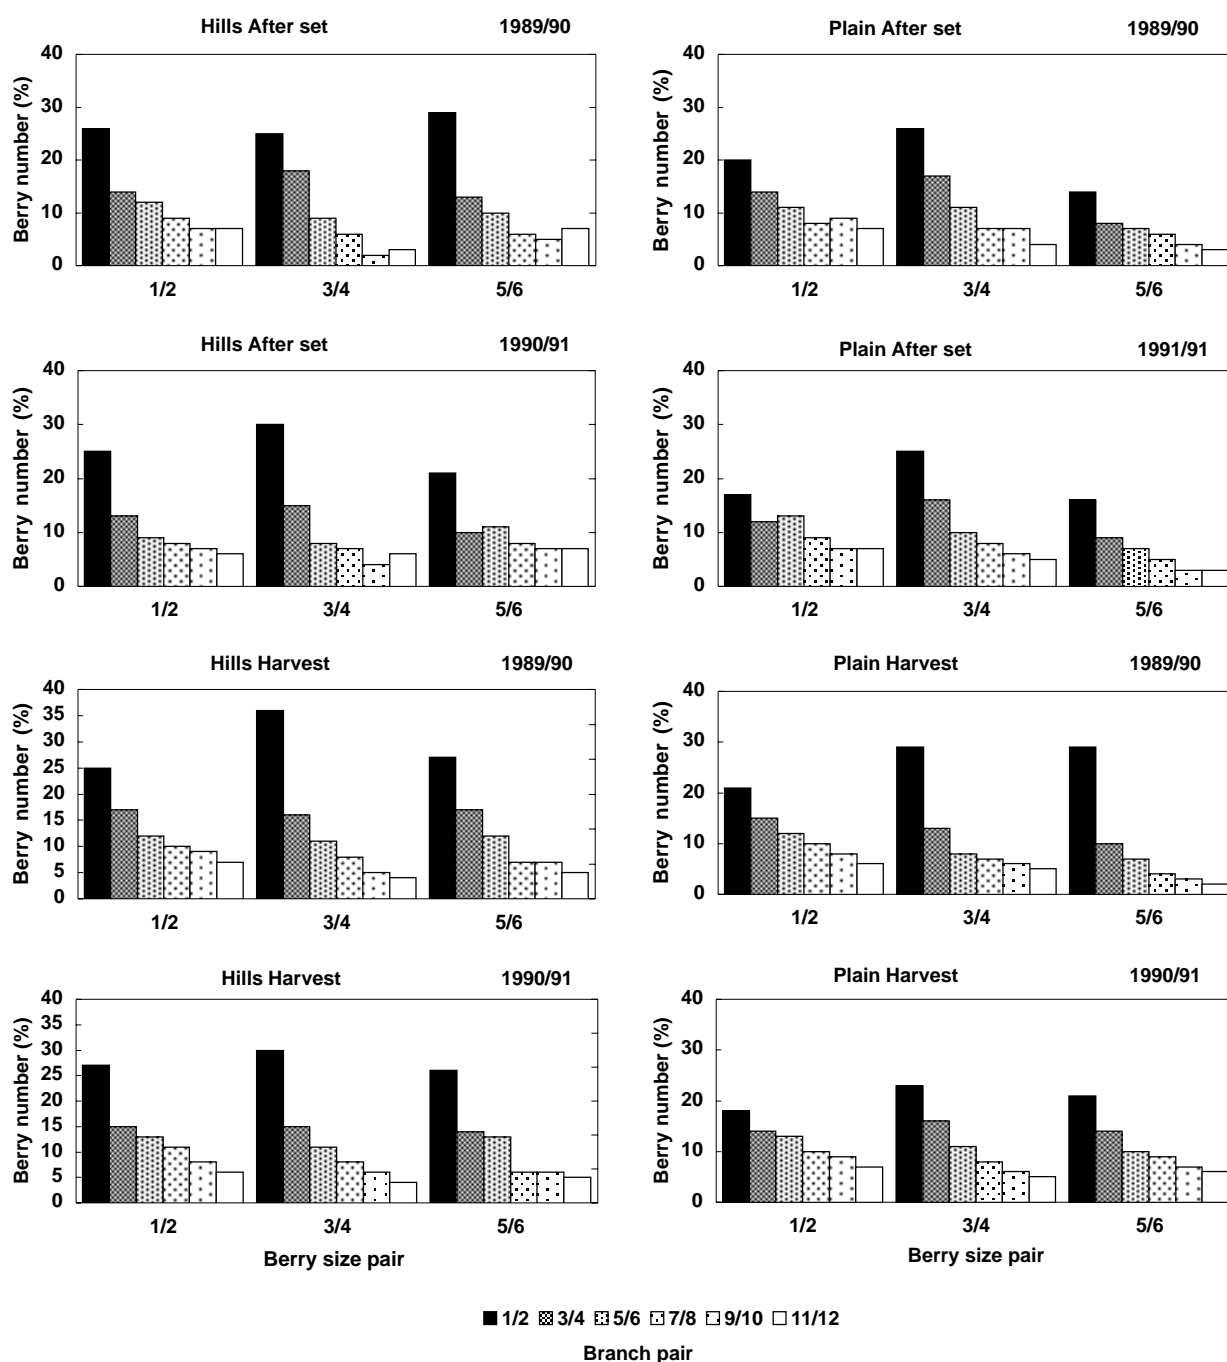 Hills After set 1989/90
Berry number (%)
40
30
20
10
0
1/2 3/4 5/6
Plain After set 1989/90
Berry number (%)
40
30
20
10
0
1/2 3/4 5/6
Hills After set 1990/91
Berry number (%)
40
30
20
10
0
1/2 3/4 5/6
Plain After set 1991/91
Berry number (%)
40
30
20
10
0
1/2 3/4 5/6
Hills Harvest 1989/90
Berry number (%)
40
35
30
25
20
15
10
5
0
1/2 3/4 5/6
Plain Harvest 1989/90
Berry number (%)
40
30
20
10
0
1/2 3/4 5/6
Hills Harvest 1990/91
Berry number (%)
40
35
30
25
20
15
10
5
0
1/2 3/4 5/6
Berry size pair
Plain Harvest 1990/91
Berry number (%)
40
30
20
10
0
1/2 3/4 5/6
Berry size pair
1/2 3/4 5/6 7/8 9/10 11/12
Branch pair